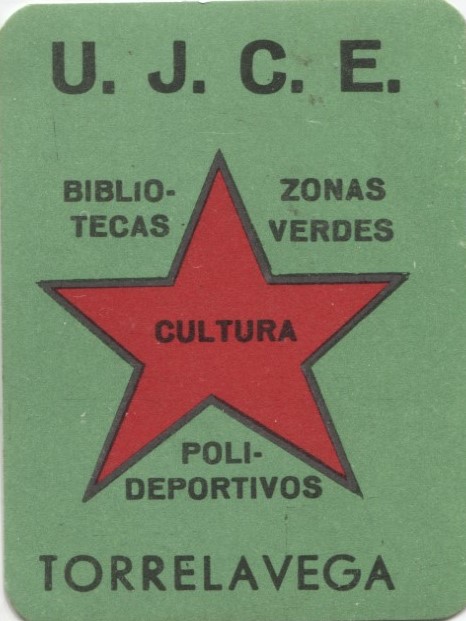 U. J. C. E.
BIBLIO-
TECAS
ZONAS
VERDES
CULTURA
POLI-
DEPORTIVOS
TORRELAVEGA